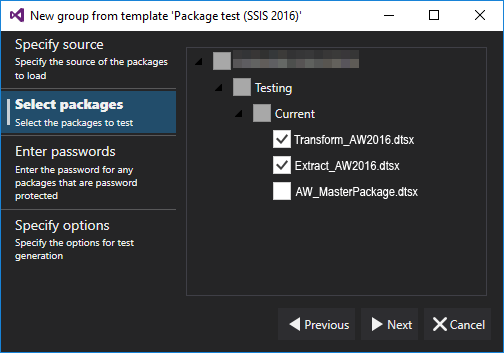 New group from template 'Package test (SSIS 2016)'
Specify source
Specify the source of the packages
to load
Select packages
Select the packages to test
Enter passwords
Enter the password for any
packages that are password
protected
Specify options
Specify the options for test
generation
Testing
Current
Transform_AW2016.dtsx
Extract_AW2016.dtsx
AW_MasterPackage.dtsx
Previous
Next
Cancel